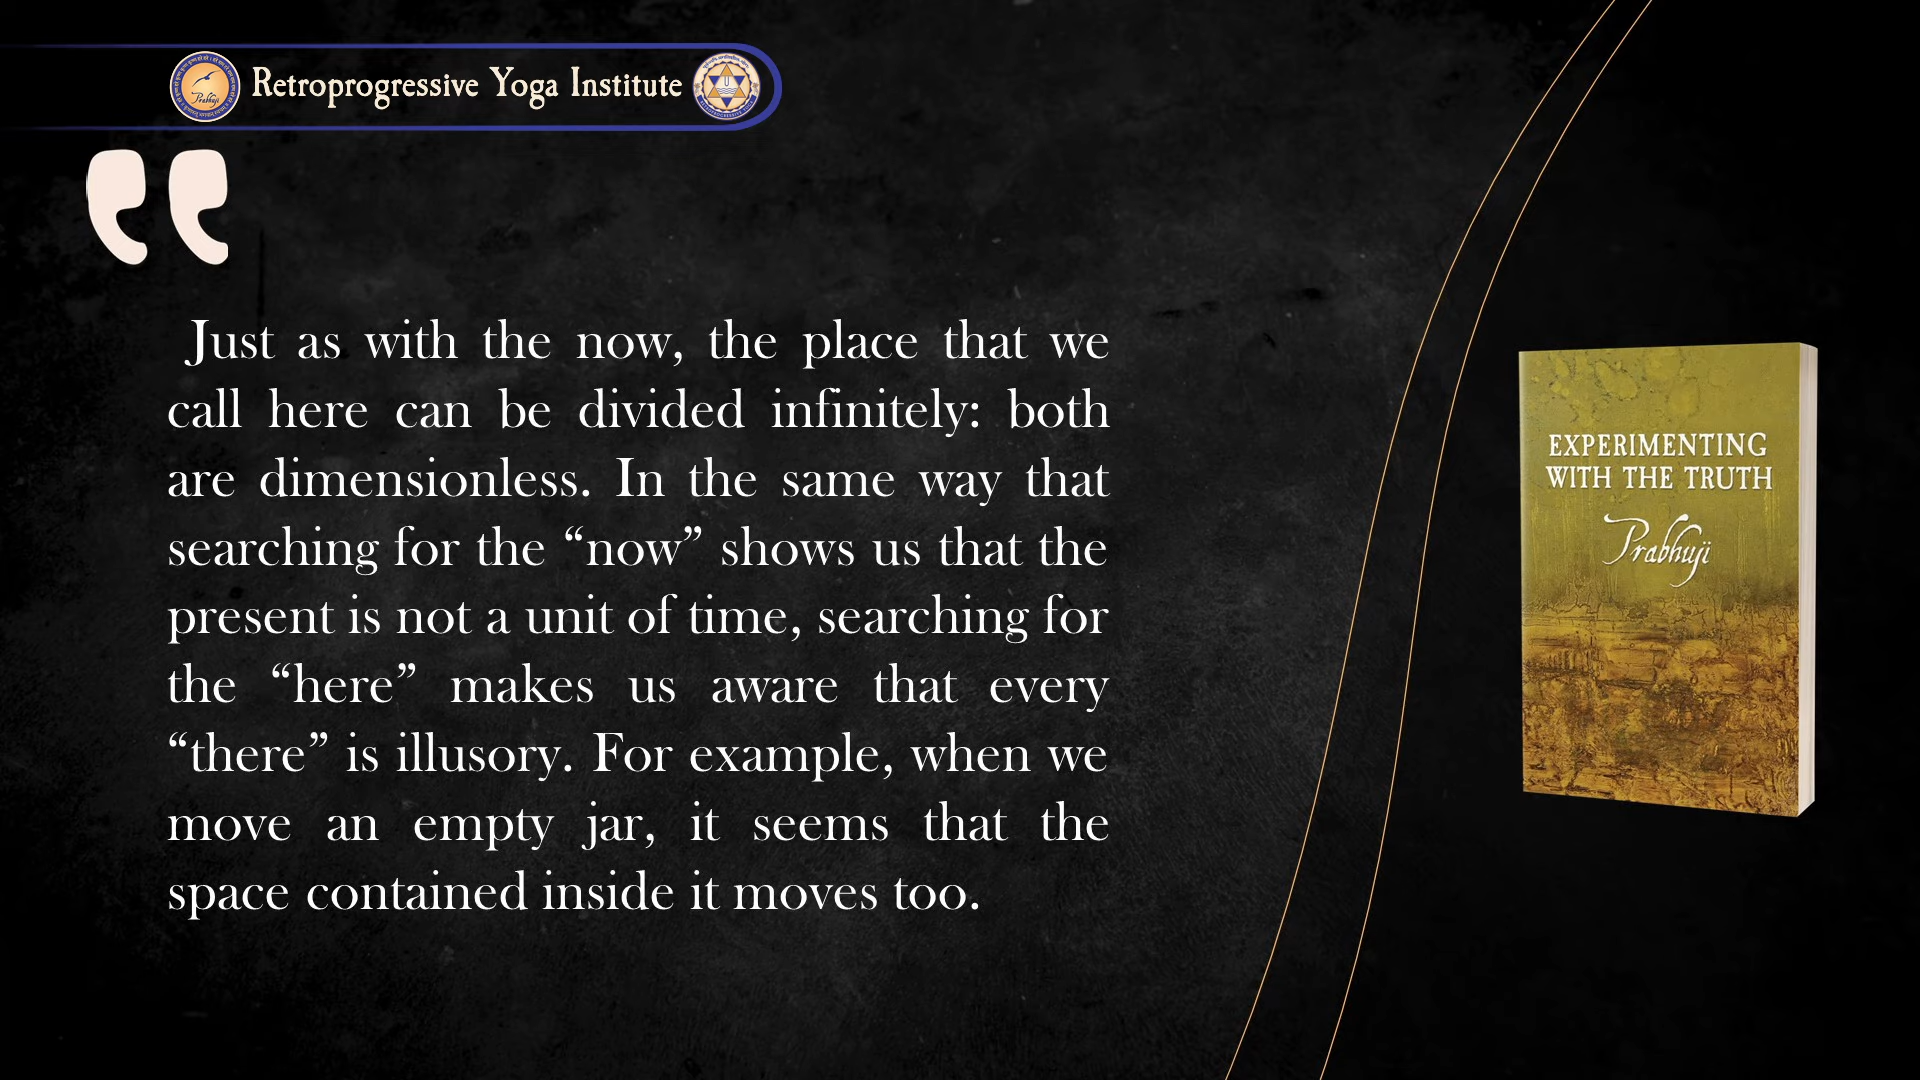 Retroprogressive Yoga Institute
Just as with the now, the place that we
call here can be divided infinitely: both
are dimensionless. In the same way that
searching for the “now” shows us that the
present is not a unit of time, searching for
the “here” makes us aware that every
“there” is illusory. For example, when we
move an empty jar, it seems that the
space contained inside it moves too.
EXPERIMENTING
WITH THE TRUTH
Prabhuji